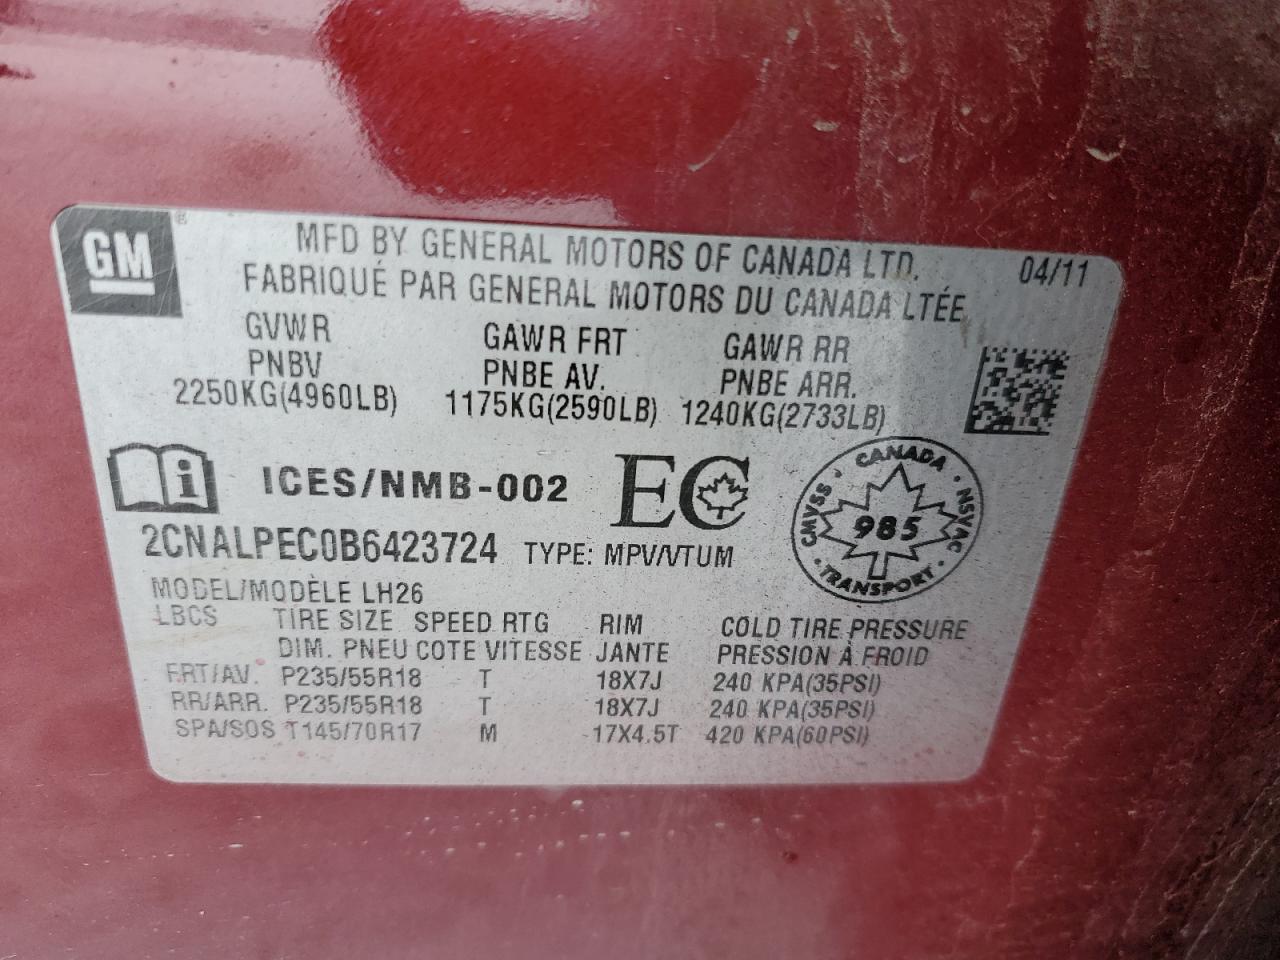 GM ®
MFD BY GENERAL MOTORS OF CANADA LTD. 04/11
FABRIQUÉ PAR GENERAL MOTORS DU CANADA LTÉE
GVWR GAWR FRT GAWR RR
PNBV PNBE AV. PNBE ARR.
2250KG(4960LB) 1175KG(2590LB) 1240KG(2733LB)
i ICES/NMB-002 EC
CMVSS · CANADA · NSVAC
985
· TRANSPORT ·
2CNALPEC0B6423724 TYPE: MPV/VTUM
MODEL/MODÈLE LH26
LBCS TIRE SIZE SPEED RTG RIM COLD TIRE PRESSURE
DIM. PNEU COTE VITESSE JANTE PRESSION À FROID
FRT/AV. P235/55R18 T 18X7J 240 KPA(35PSI)
RR/ARR. P235/55R18 T 18X7J 240 KPA(35PSI)
SPA/SOS T145/70R17 M 17X4.5T 420 KPA(60PSI)